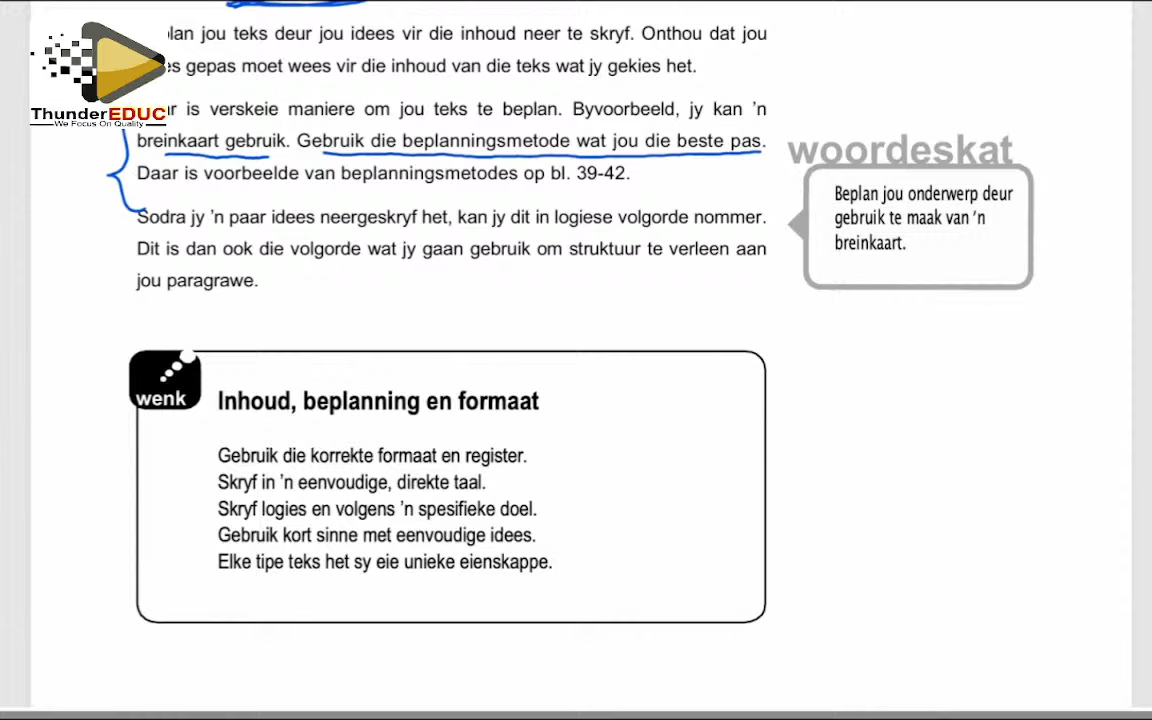 jou teks deur jou idees vir die inhoud neer te skryf. Onthou dat jou
gepas moet wees vir die inhoud van die teks wat jy gekies het.
ThunderEDUC
We Focus On Quality
is verskeie maniere om jou teks te beplan. Byvoorbeeld, jy kan 'n
breinkaart gebruik. Gebruik die beplanningsmetode wat jou die beste pas.
Daar is voorbeelde van beplanningsmetodes op bl. 39-42.
Sodra jy 'n paar idees neergeskryf het, kan jy dit in logiese volgorde nommer.
Dit is dan ook die volgorde wat jy gaan gebruik om struktuur te verleen aan
jou paragrawe.
woordeskat
Beplan jou onderwerp deur
gebruik te maak van 'n
breinkaart.
wenk
Inhoud, beplanning en formaat
Gebruik die korrekte formaat en register.
Skryf in 'n eenvoudige, direkte taal.
Skryf logies en volgens 'n spesifieke doel.
Gebruik kort sinne met eenvoudige idees.
Elke tipe teks het sy eie unieke eienskappe.